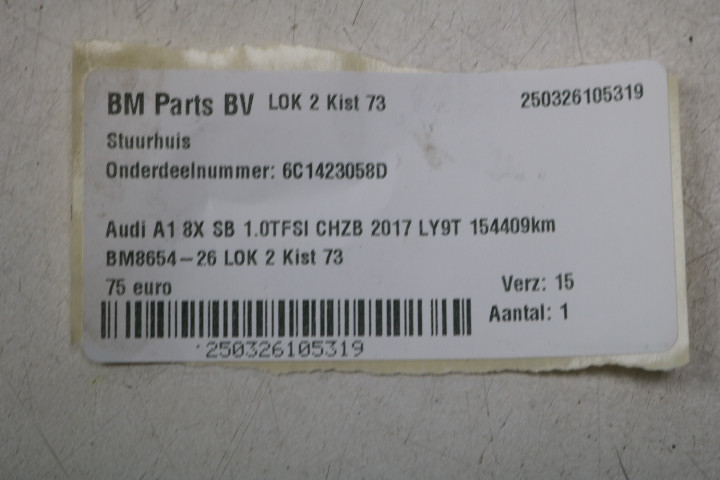 BM Parts BV LOK 2 Kist 73 250326105319
Stuurhuis
Onderdeelnummer: 6C1423058D
Audi A1 8X SB 1.0TFSI CHZB 2017 LY9T 154409km
BM8654-26 LOK 2 Kist 73
75 euro Verz: 15
Aantal: 1
250326105319